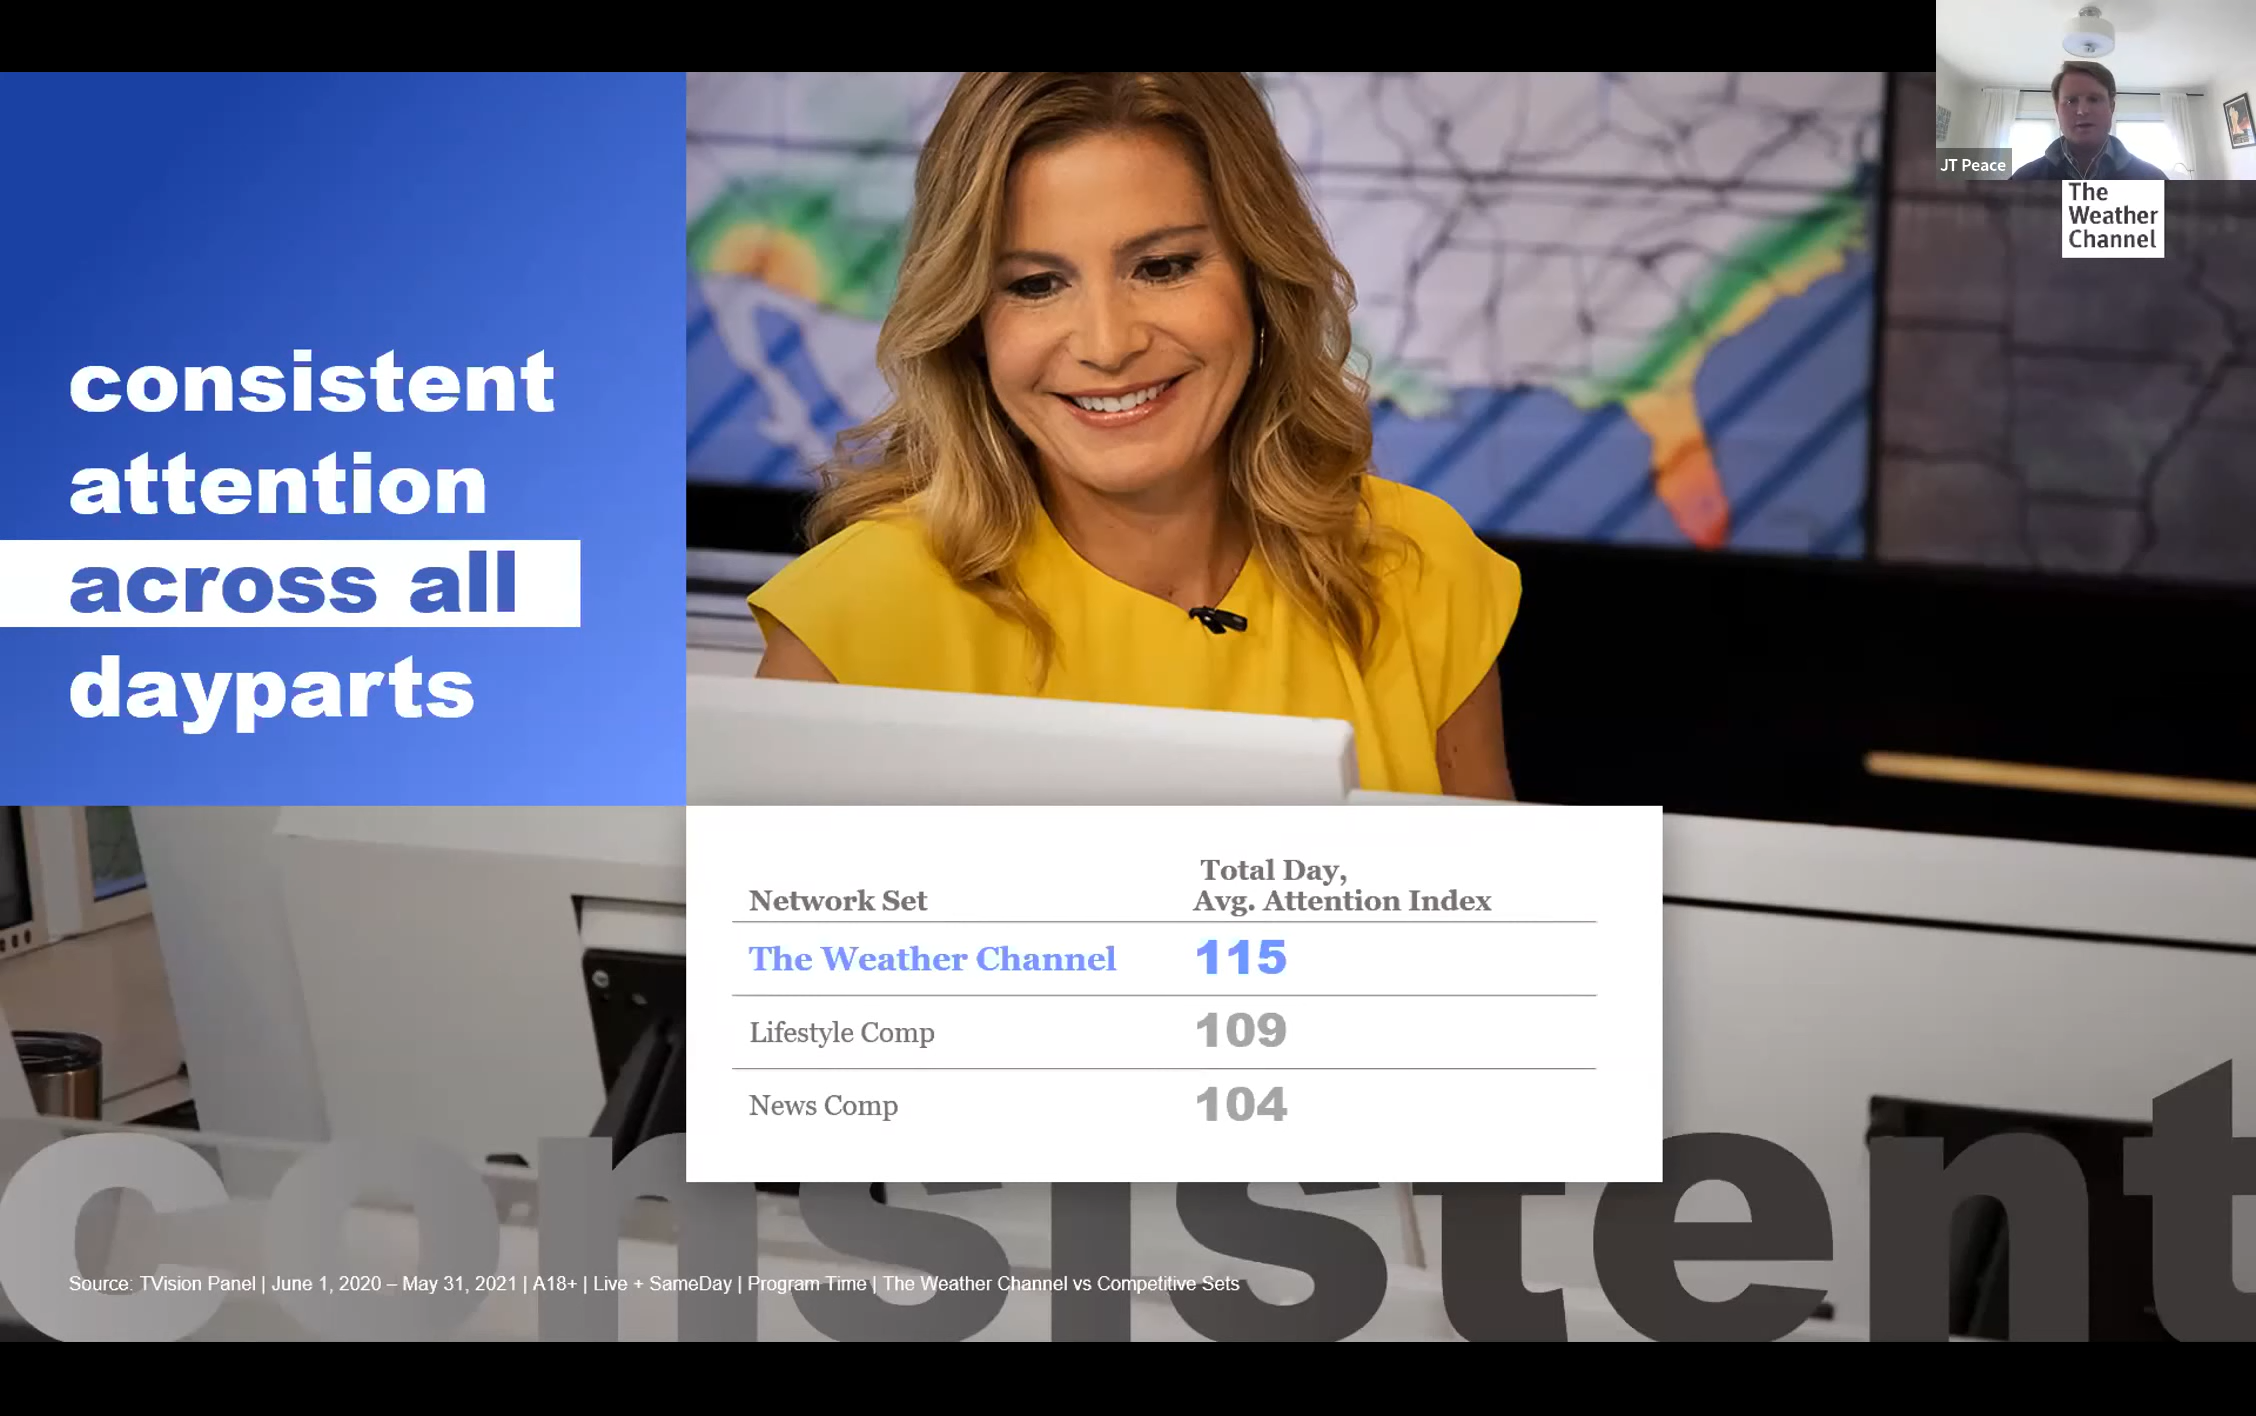 JT Peace
The
Weather
Channel
consistent
attention
across all
dayparts
Total Day,
Network Set Avg. Attention Index
The Weather Channel 115
Lifestyle Comp 109
News Comp 104
consistent
Source: TVision Panel | June 1, 2020 – May 31, 2021 | A18+ | Live + SameDay | Program Time | The Weather Channel vs Competitive Sets